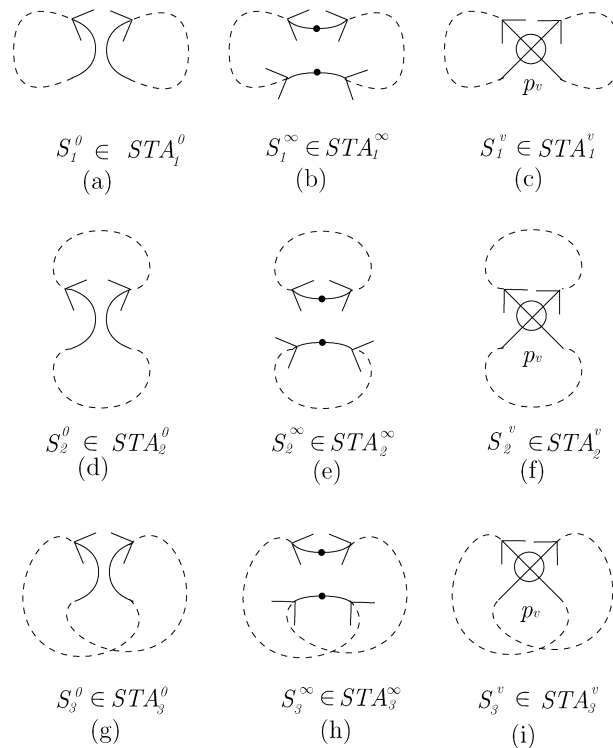 p_v
S_1^0 ∈ STA_1^0 S_1^∞ ∈ STA_1^∞ S_1^v ∈ STA_1^v
(a) (b) (c)
p_v
S_2^0 ∈ STA_2^0 S_2^∞ ∈ STA_2^∞ S_2^v ∈ STA_2^v
(d) (e) (f)
p_v
S_3^0 ∈ STA_3^0 S_3^∞ ∈ STA_3^∞ S_3^v ∈ STA_3^v
(g) (h) (i)